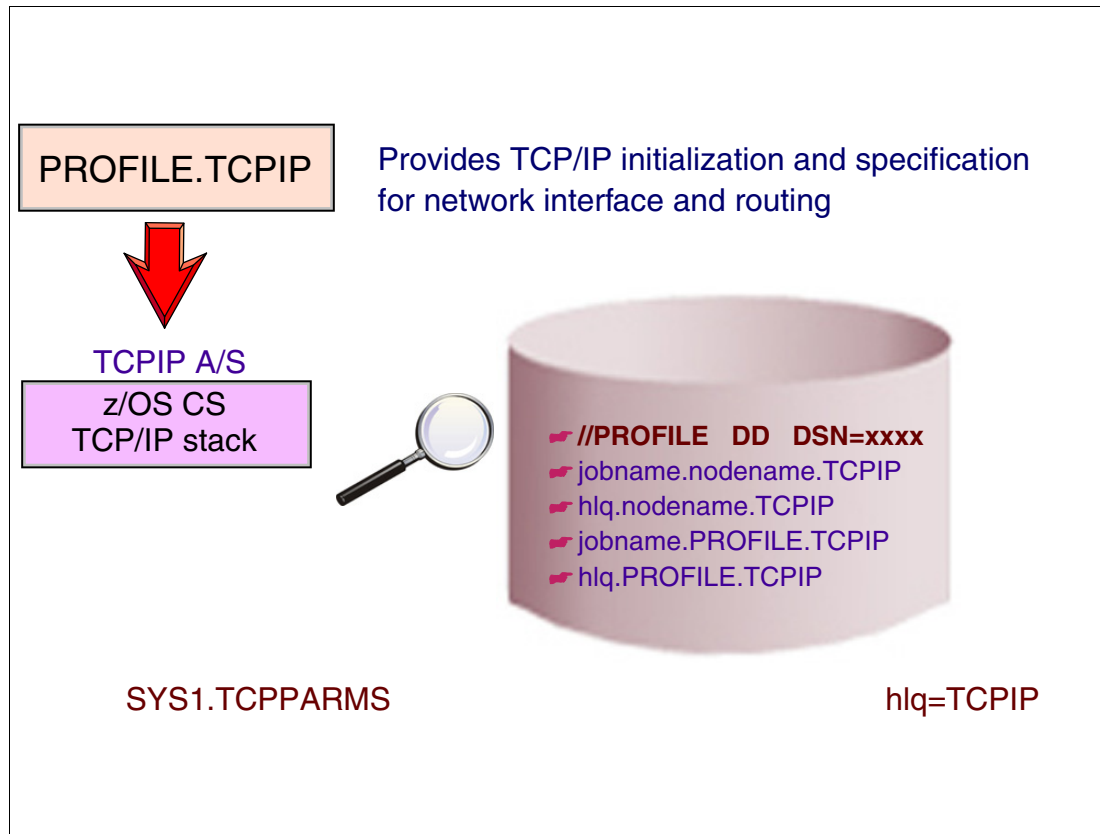 PROFILE.TCPIP
Provides TCP/IP initialization and specification
for network interface and routing
TCPIP A/S
z/OS CS
TCP/IP stack
//PROFILE DD DSN=xxxx
jobname.nodename.TCPIP
hlq.nodename.TCPIP
jobname.PROFILE.TCPIP
hlq.PROFILE.TCPIP
SYS1.TCPPARMS
hlq=TCPIP